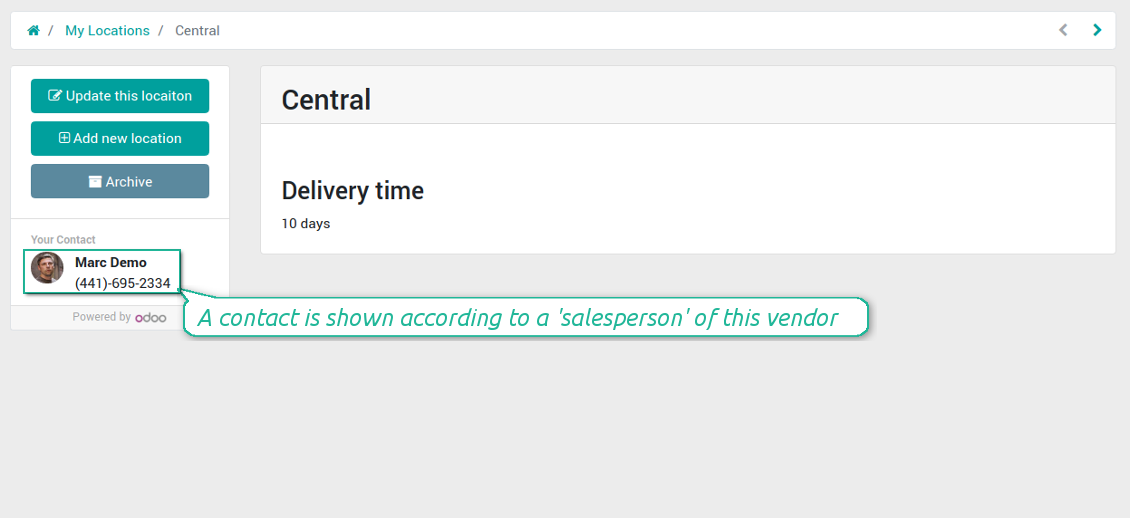 / My Locations / Central
Update this locaiton
Add new location
Archive
Your Contact
Marc Demo
(441)-695-2334
Powered by odoo
Central
Delivery time
10 days
A contact is shown according to a 'salesperson' of this vendor